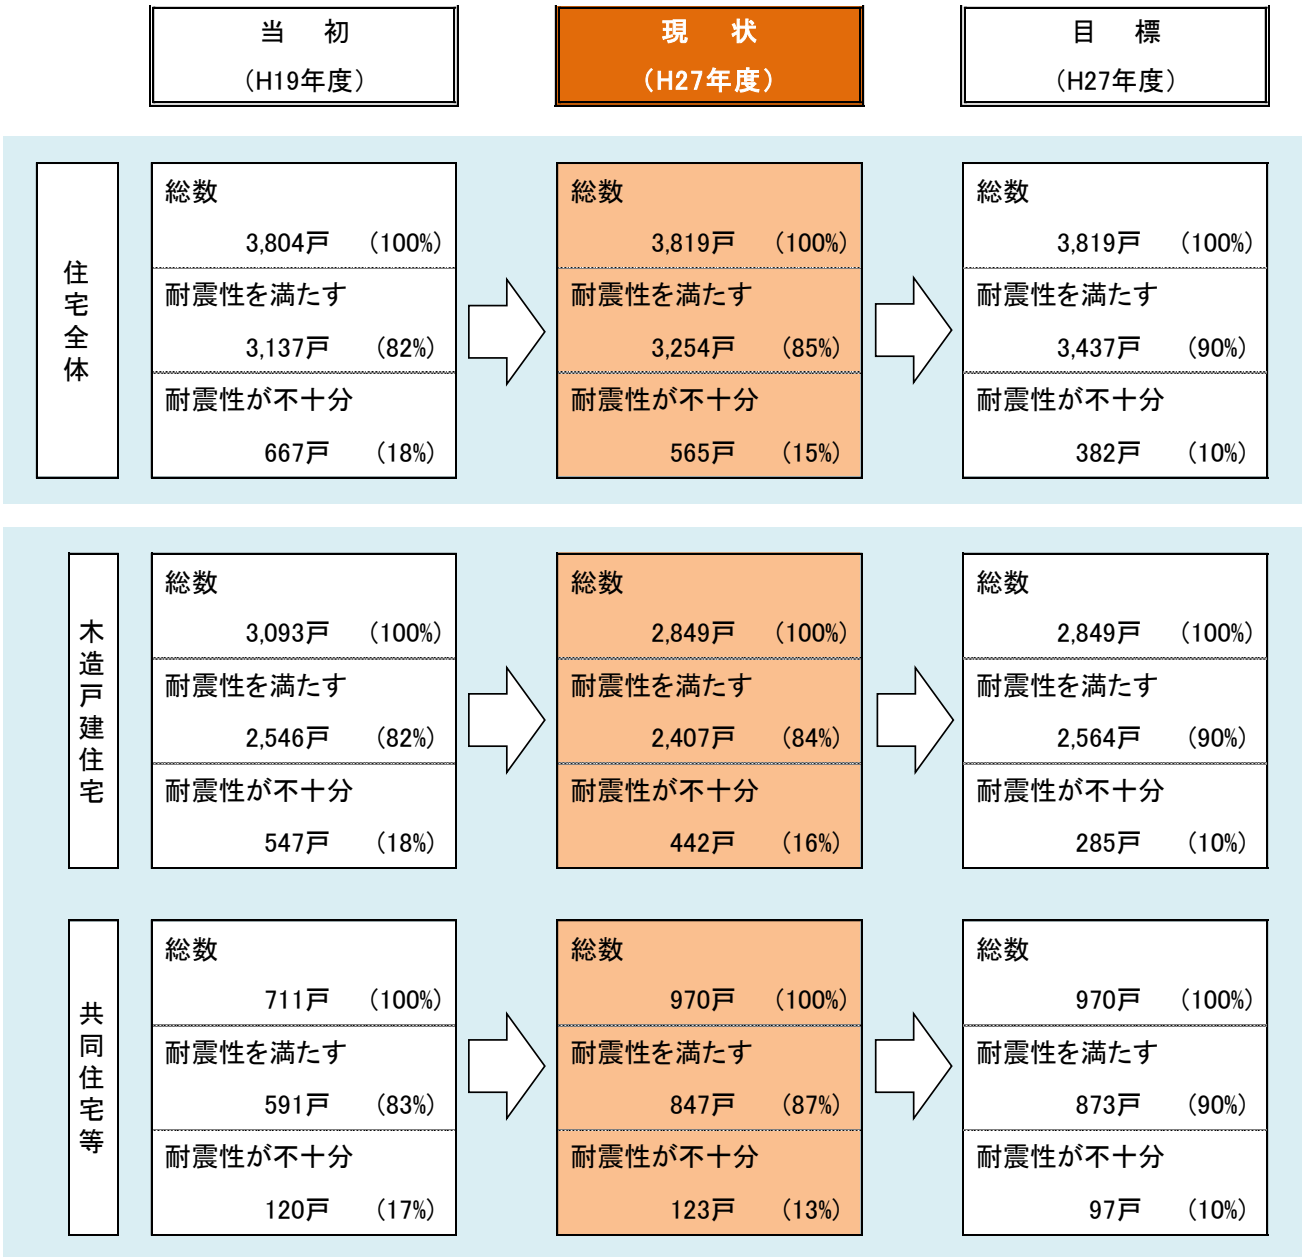 当　初
（H19年度）
現　状
（H27年度）
目　標
（H27年度）
住宅全体
総数
3,804戸　（100%）
耐震性を満たす
3,137戸　（82%）
耐震性が不十分
667戸　（18%）
総数
3,819戸　（100%）
耐震性を満たす
3,254戸　（85%）
耐震性が不十分
565戸　（15%）
総数
3,819戸　（100%）
耐震性を満たす
3,437戸　（90%）
耐震性が不十分
382戸　（10%）
木造戸建住宅
総数
3,093戸　（100%）
耐震性を満たす
2,546戸　（82%）
耐震性が不十分
547戸　（18%）
総数
2,849戸　（100%）
耐震性を満たす
2,407戸　（84%）
耐震性が不十分
442戸　（16%）
総数
2,849戸　（100%）
耐震性を満たす
2,564戸　（90%）
耐震性が不十分
285戸　（10%）
共同住宅等
総数
711戸　（100%）
耐震性を満たす
591戸　（83%）
耐震性が不十分
120戸　（17%）
総数
970戸　（100%）
耐震性を満たす
847戸　（87%）
耐震性が不十分
123戸　（13%）
総数
970戸　（100%）
耐震性を満たす
873戸　（90%）
耐震性が不十分
97戸　（10%）